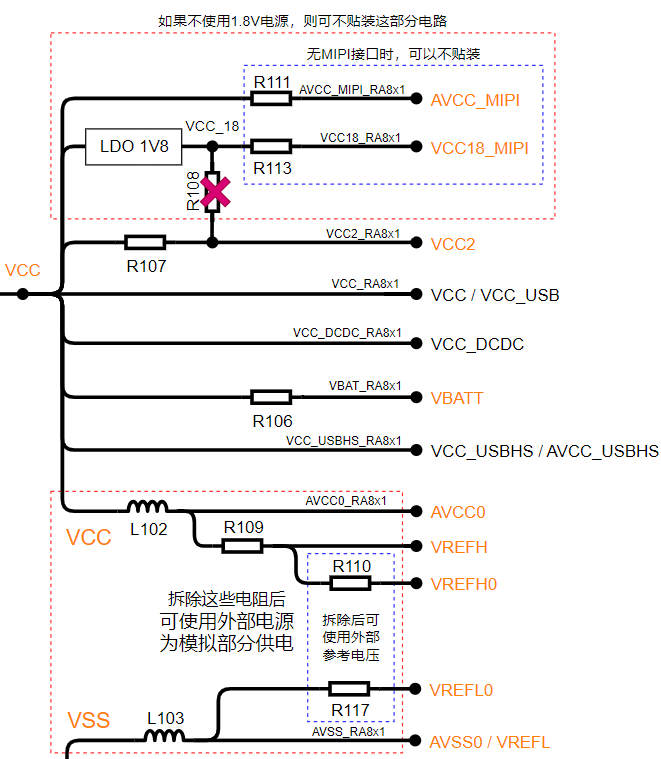 如果不使用1.8V电源，则可不贴装这部分电路
无MIPI接口时，可以不贴装
R111
AVCC_MIPI_RA8x1
AVCC_MIPI
LDO 1V8
VCC_18
R113
VCC18_RA8x1
VCC18_MIPI
R108
R107
VCC2_RA8x1
VCC2
VCC
VCC_RA8x1
VCC / VCC_USB
VCC_DCDC_RA8x1
VCC_DCDC
R106
VBAT_RA8x1
VBATT
VCC_USBHS_RA8x1
VCC_USBHS / AVCC_USBHS
VCC
L102
AVCC0_RA8x1
AVCC0
R109
VREFH
R110
VREFH0
拆除这些电阻后
可使用外部电源
为模拟部分供电
拆除后可
使用外部
参考电压
VREFL0
R117
VSS
L103
AVSS_RA8x1
AVSS0 / VREFL